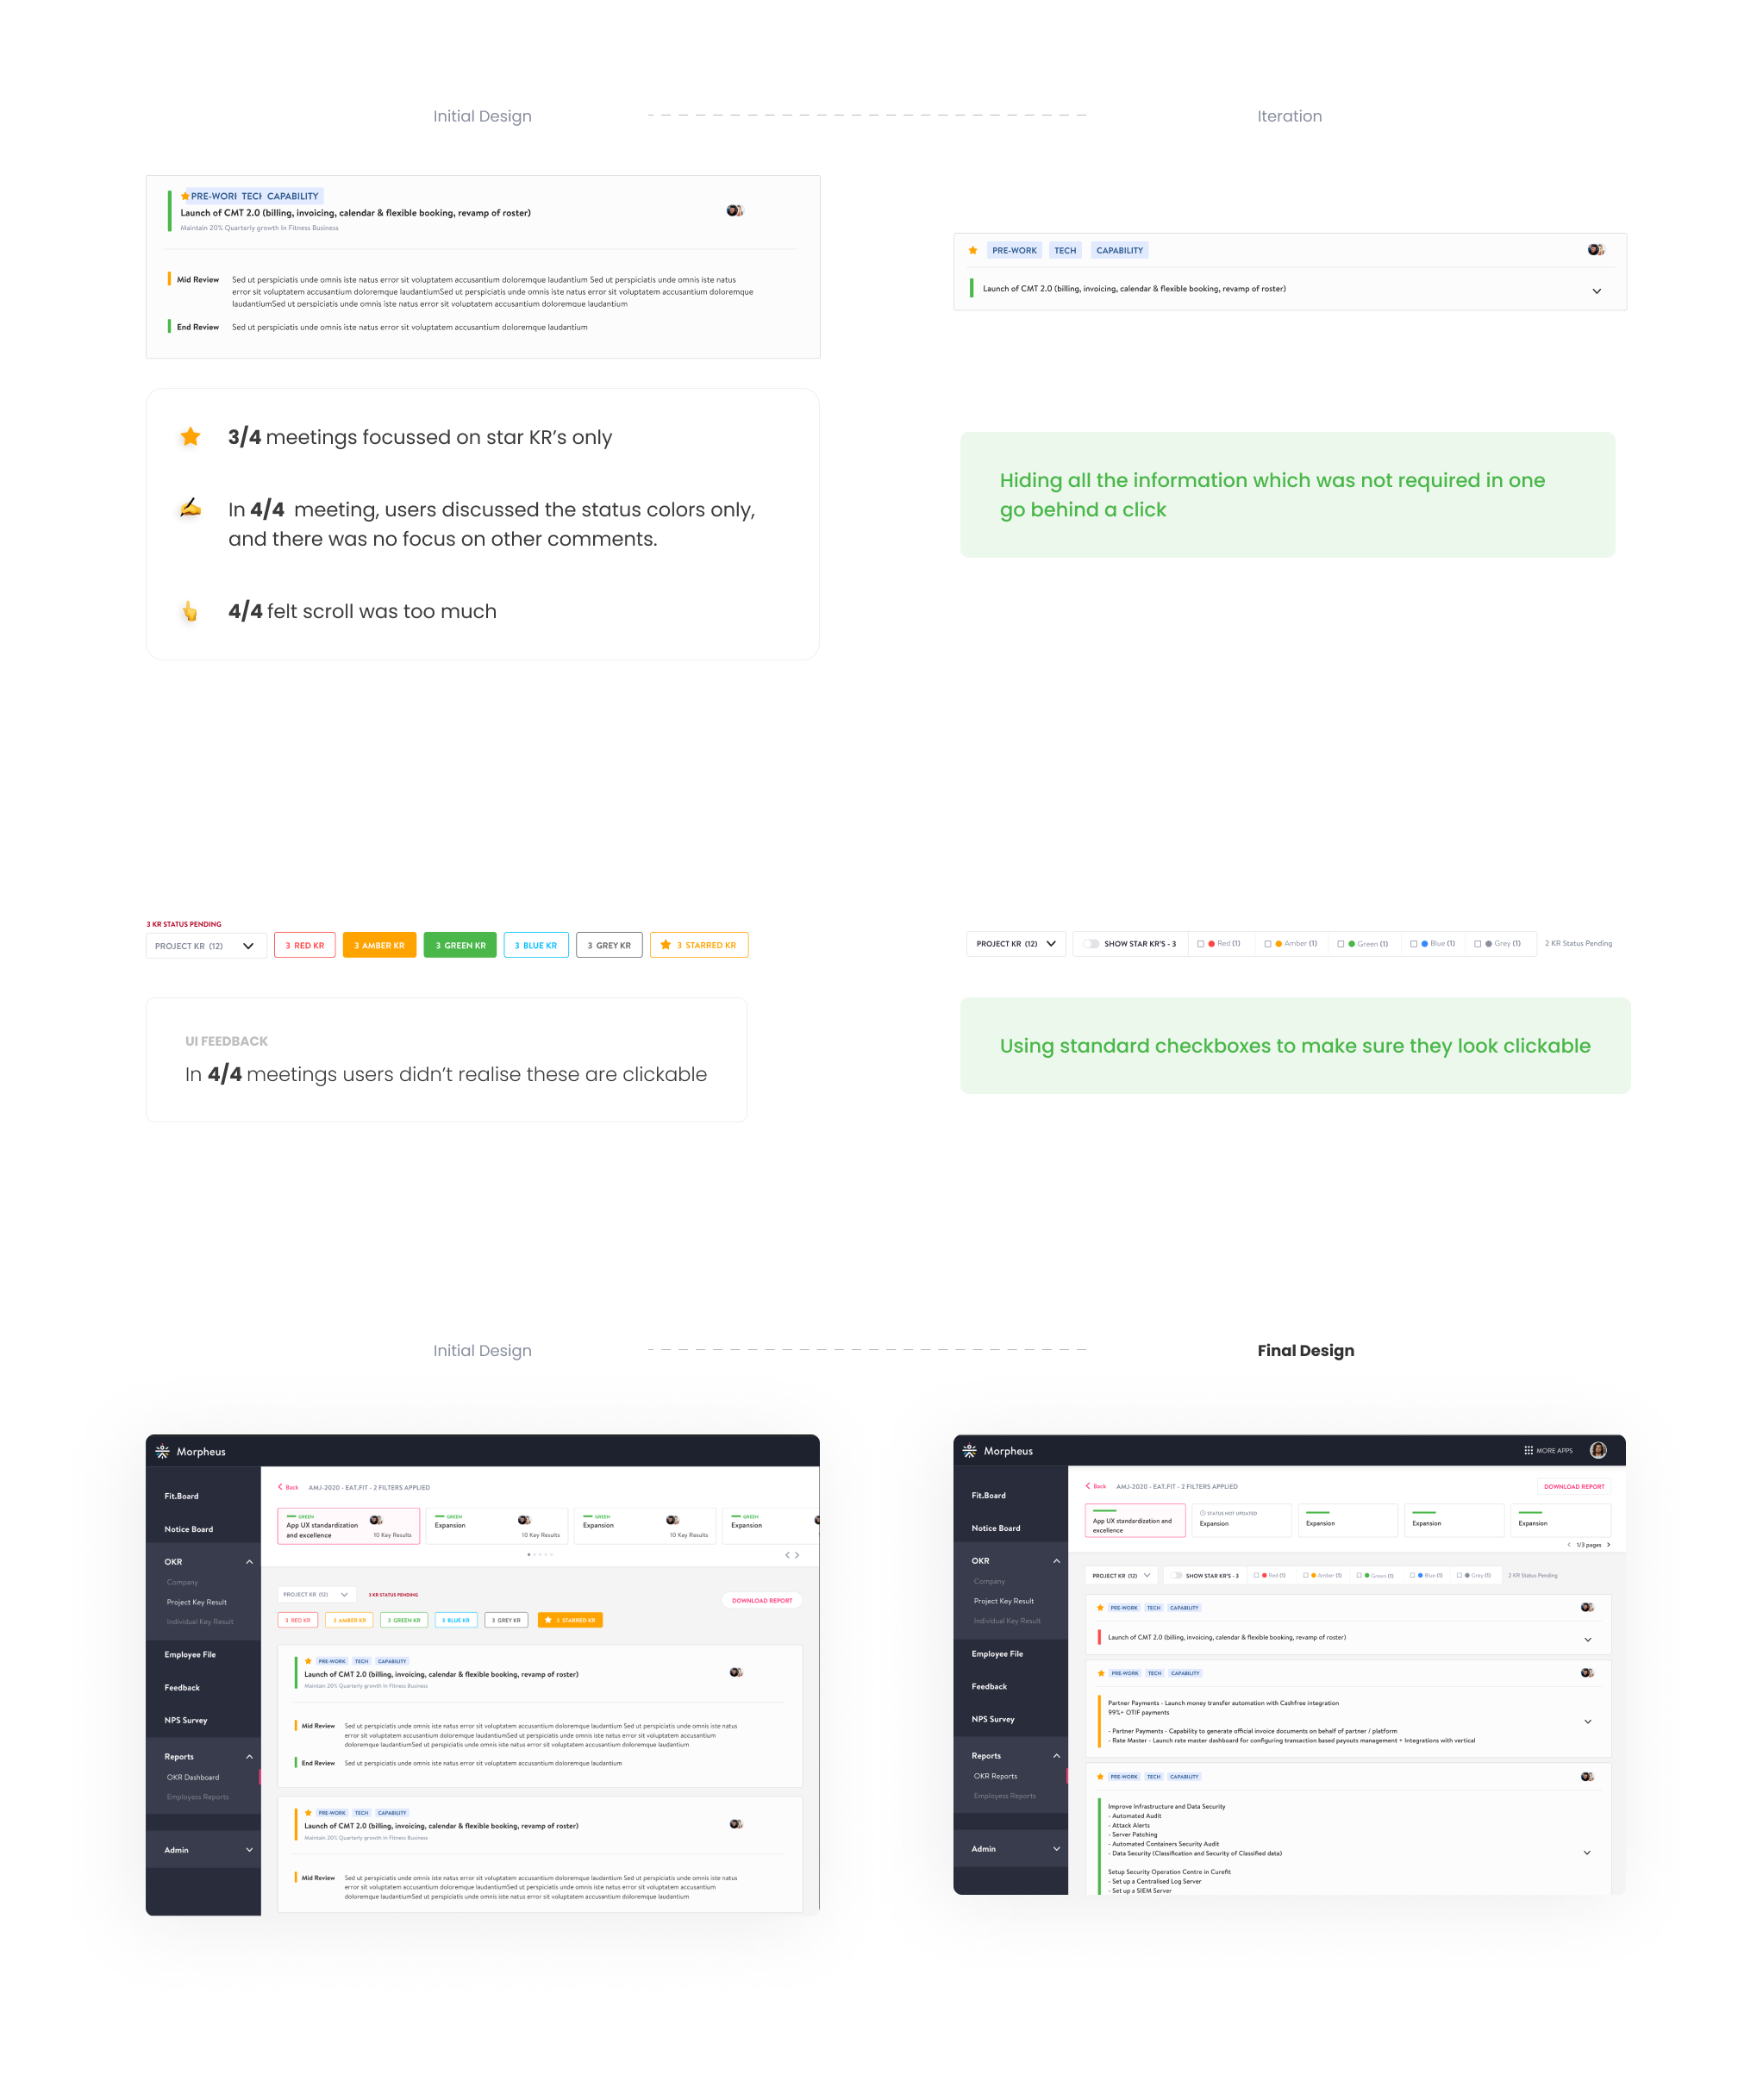 Initial Design
Iteration
PRE-WORK TECH CAPABILITY
Launch of CMT 2.0 (billing, invoicing, calendar & flexible booking, revamp of roster)
Maintain 20% Quarterly growth In Fitness Business
Mid Review
Sed ut perspiciatis unde omnis iste natus error sit voluptatem accusantium doloremque laudantium Sed ut perspiciatis unde omnis iste natus
error sit voluptatem accusantium doloremque laudantiumSed ut perspiciatis unde omnis iste natus error sit voluptatem accusantium doloremque
laudantiumSed ut perspiciatis unde omnis iste natus error sit voluptatem accusantium doloremque laudantium
End Review
Sed ut perspiciatis unde omnis iste natus error sit voluptatem accusantium doloremque laudantium
PRE-WORK TECH CAPABILITY
Launch of CMT 2.0 (billing, invoicing, calendar & flexible booking, revamp of roster)
3/4 meetings focussed on star KR's only
In 4/4 meeting, users discussed the status colors only,
and there was no focus on other comments.
4/4 felt scroll was too much
Hiding all the information which was not required in one
go behind a click
3 KR STATUS PENDING
PROJECT KR (12)
3 RED KR
3 AMBER KR
3 GREEN KR
3 BLUE KR
3 GREY KR
3 STARRED KR
PROJECT KR (12)
SHOW STAR KR'S - 3
Red (1)
Amber (1)
Green (1)
Blue (1)
Grey (1)
2 KR Status Pending
UI FEEDBACK
In 4/4 meetings users didn't realise these are clickable
Using standard checkboxes to make sure they look clickable
Initial Design
Final Design
Morpheus
Fit.Board
Notice Board
OKR
Company
Project Key Result
Individual Key Result
Employee File
Feedback
NPS Survey
Reports
OKR Dashboard
Employess Reports
Admin
Back
AMJ-2020 - EAT.FIT - 2 FILTERS APPLIED
GREEN
App UX standardization
and excellence
10 Key Results
GREEN
Expansion
10 Key Results
GREEN
Expansion
10 Key Results
GREEN
Expansion
PROJECT KR (12)
3 KR STATUS PENDING
DOWNLOAD REPORT
3 RED KR
3 AMBER KR
3 GREEN KR
3 BLUE KR
3 GREY KR
3 STARRED KR
PRE-WORK TECH CAPABILITY
Launch of CMT 2.0 (billing, invoicing, calendar & flexible booking, revamp of roster)
Maintain 20% Quarterly growth In Fitness Business
Mid Review
Sed ut perspiciatis unde omnis iste natus error sit voluptatem accusantium doloremque laudantium Sed ut perspiciatis unde omnis iste natus
error sit voluptatem accusantium doloremque laudantiumSed ut perspiciatis unde omnis iste natus error sit voluptatem accusantium
doloremque laudantiumSed ut perspiciatis unde omnis iste natus error sit voluptatem accusantium doloremque laudantium
End Review
Sed ut perspiciatis unde omnis iste natus error sit voluptatem accusantium doloremque laudantium
PRE-WORK TECH CAPABILITY
Launch of CMT 2.0 (billing, invoicing, calendar & flexible booking, revamp of roster)
Maintain 20% Quarterly growth In Fitness Business
Mid Review
Sed ut perspiciatis unde omnis iste natus error sit voluptatem accusantium doloremque laudantium Sed ut perspiciatis unde omnis iste natus
error sit voluptatem accusantium doloremque laudantiumSed ut perspiciatis unde omnis iste natus error sit voluptatem accusantium
doloremque laudantiumSed ut perspiciatis unde omnis iste natus error sit voluptatem accusantium doloremque laudantium
Morpheus
MORE APPS
Fit.Board
Notice Board
OKR
Company
Project Key Result
Individual Key Result
Employee File
Feedback
NPS Survey
Reports
OKR Reports
Employess Reports
Admin
Back
AMJ-2020 - EAT.FIT - 2 FILTERS APPLIED
DOWNLOAD REPORT
App UX standardization and
excellence
STATUS NOT UPDATED
Expansion
Expansion
Expansion
Expansion
1/3 pages
PROJECT KR (12)
SHOW STAR KR'S - 3
Red (1)
Amber (1)
Green (1)
Blue (1)
Grey (1)
2 KR Status Pending
PRE-WORK TECH CAPABILITY
Launch of CMT 2.0 (billing, invoicing, calendar & flexible booking, revamp of roster)
PRE-WORK TECH CAPABILITY
Partner Payments - Launch money transfer automation with Cashfree integration
99%+ OTIF payments
- Partner Payments - Capability to generate official invoice documents on behalf of partner / platform
- Rate Master - Launch rate master dashboard for configuring transaction based payouts management + Integrations with vertical
PRE-WORK TECH CAPABILITY
Improve Infrastructure and Data Security
- Automated Audit
- Attack Alerts
- Server Patching
- Automated Containers Security Audit
- Data Security (Classification and Security of Classified data)
Setup Security Operation Centre in Curefit
- Set up a Centralised Log Server
- Set up a SIEM Server